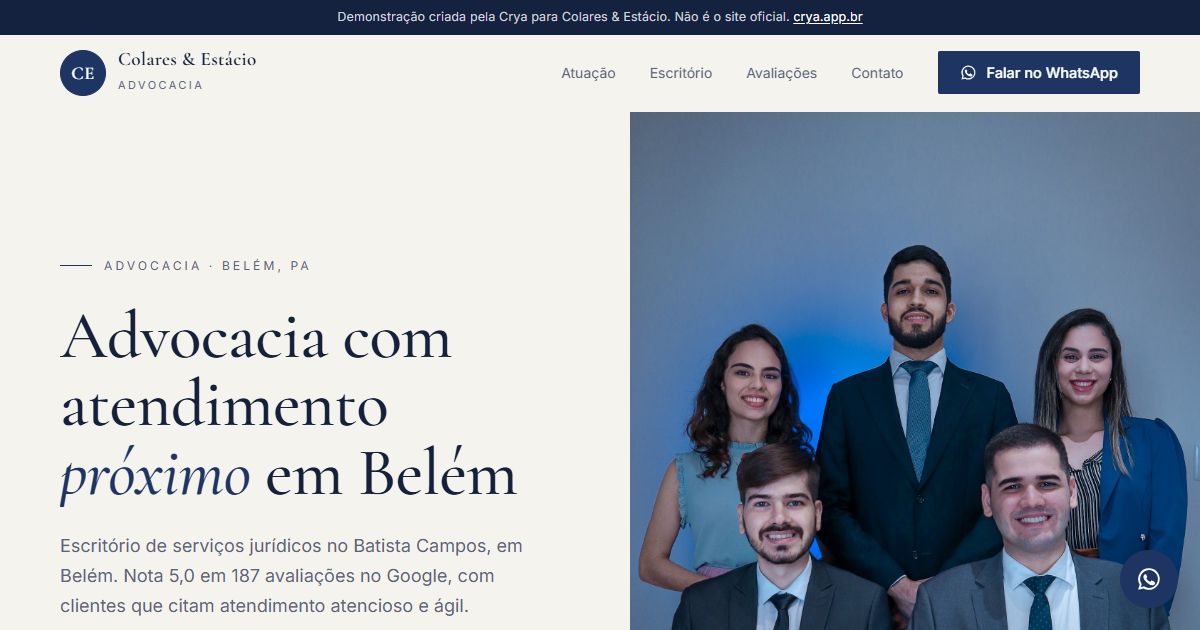 Demonstração criada pela Crya para Colares & Estácio. Não é o site oficial. crya.app.br
CE
Colares & Estácio
ADVOCACIA
Atuação
Escritório
Avaliações
Contato
Falar no WhatsApp
ADVOCACIA · BELÉM, PA
Advocacia com
atendimento
próximo em Belém
Escritório de serviços jurídicos no Batista Campos, em
Belém. Nota 5,0 em 187 avaliações no Google, com
clientes que citam atendimento atencioso e ágil.